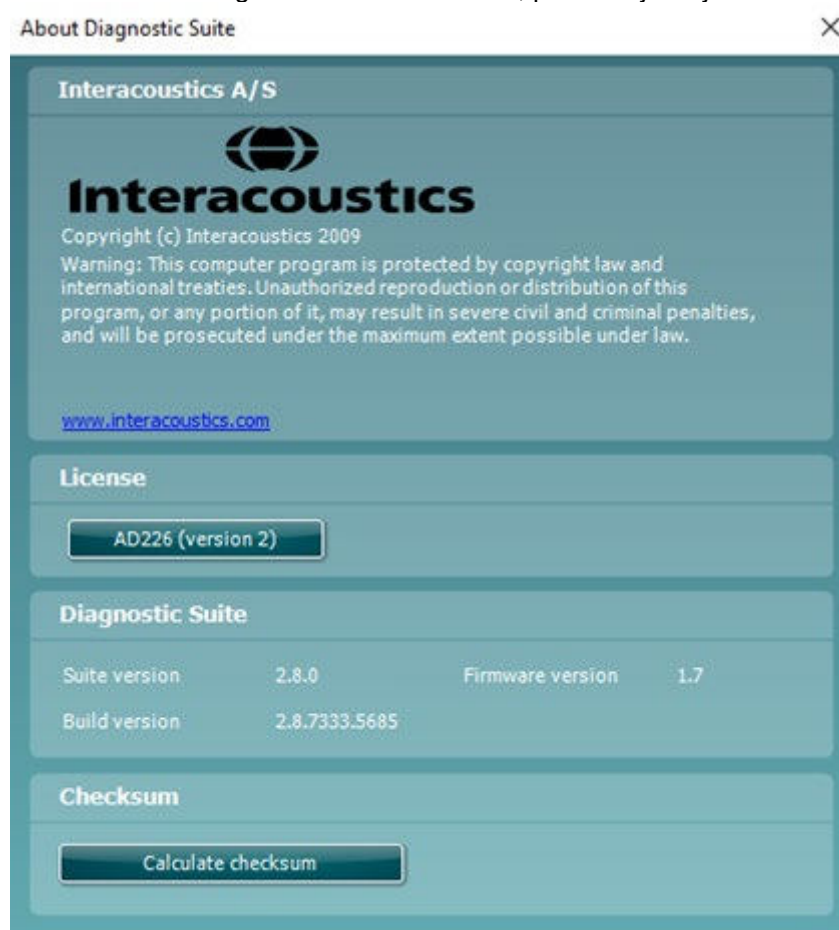 About Diagnostic Suite
Interacoustics A/S
Interacoustics
Copyright (c) Interacoustics 2009
Warning: This computer program is protected by copyright law and
international treaties. Unauthorized reproduction or distribution of this
program, or any portion of it, may result in severe civil and criminal penalties,
and will be prosecuted under the maximum extent possible under law.
www.interacoustics.com
License
AD226 (version 2)
Diagnostic Suite
Suite version 2.8.0 Firmware version 1.7
Build version 2.8.7333.5685
Checksum
Calculate checksum